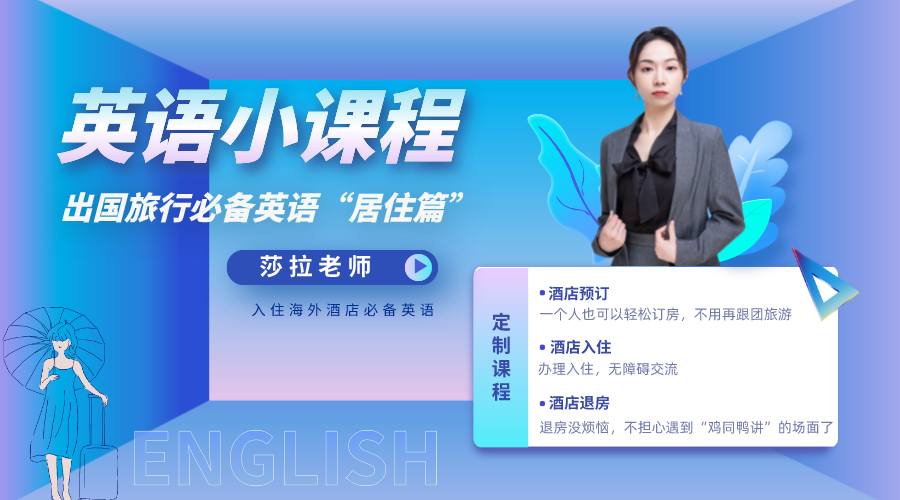 英语小课程
出国旅行必备英语“居住篇”
莎拉老师
入住海外酒店必备英语
定制课程
酒店预订
一个人也可以轻松订房，不用再跟团旅游
酒店入住
办理入住，无障碍交流
酒店退房
退房没烦恼，不担心遇到“鸡同鸭讲”的场面了
ENGLISH